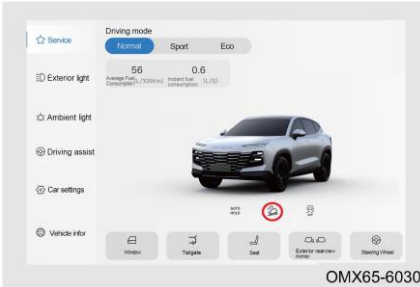 Service
Exterior light
Ambient light
Driving assist
Car settings
Vehicle infor
Driving mode
Normal Sport Eco
56 0.6
Average Fuel Consumption (L/100Km) Instant fuel consumption (L/S)
AUTO HOLD
Window Tailgate Seat Exterior rearview mirror Steering Wheel
OMX65-6030